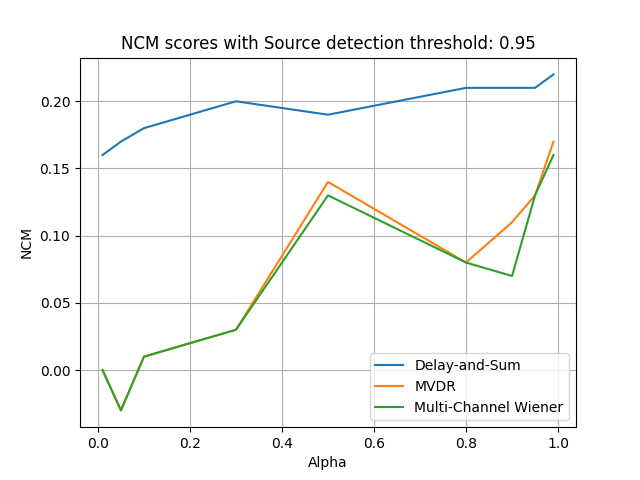 NCM scores with Source detection threshold: 0.95
0.20
0.15
0.10
0.05
0.00
NCM
0.0 0.2 0.4 0.6 0.8 1.0
Alpha
Delay-and-Sum
MVDR
Multi-Channel Wiener